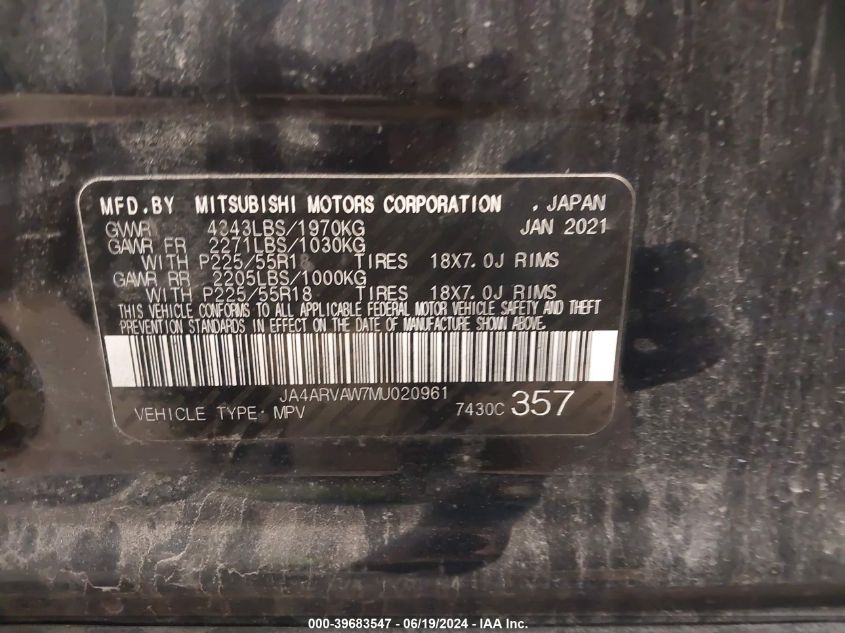 MFD.BY MITSUBISHI MOTORS CORPORATION , JAPAN
GVWR 4343LBS/1970KG JAN 2021
GAWR FR 2271LBS/1030KG
WITH P225/55R18 TIRES 18X7.0J RIMS
GAWR RR 2205LBS/1000KG
WITH P225/55R18 TIRES 18X7.0J RIMS
THIS VEHICLE CONFORMS TO ALL APPLICABLE FEDERAL MOTOR VEHICLE SAFETY AND THEFT
PREVENTION STANDARDS IN EFFECT ON THE DATE OF MANUFACTURE SHOWN ABOVE.
JA4ARVAW7MU020961
VEHICLE TYPE: MPV 7430C 357
000-39683547 - 06/19/2024 - IAA Inc.